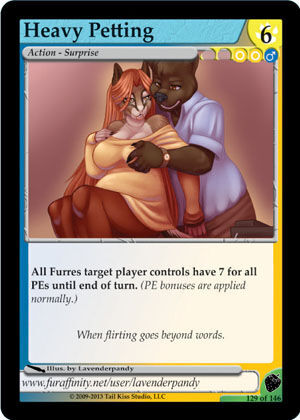 Heavy Petting
6
Action - Surprise
All Furres target player controls have 7 for all
PEs until end of turn. (PE bonuses are applied
normally.)
When flirting goes beyond words.
Illus. by Lavenderpandy
www.furaffinity.net/user/lavenderpandy
© 2009-2013 Tail Kiss Studio, LLC
129 of 146